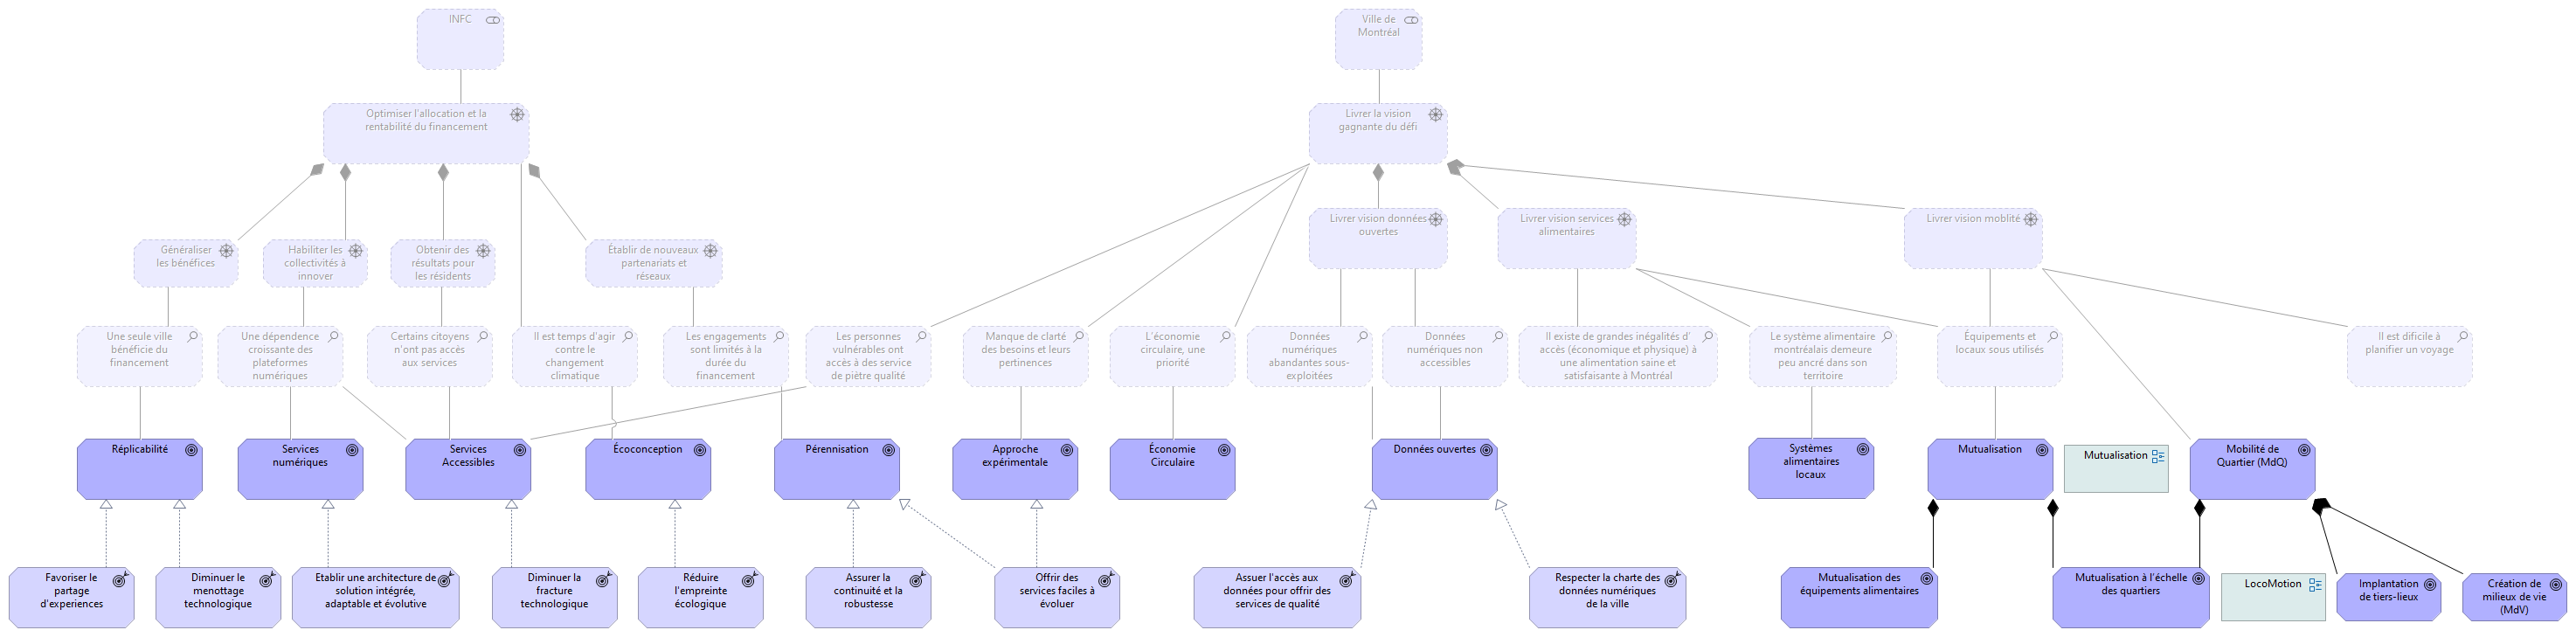 INFC
Ville de
Montréal
Optimiser l'allocation et la
rentabilité du financement
Livrer la vision
gagnante du défi
Livrer vision données
ouvertes
Livrer vision services
alimentaires
Livrer vision moblité
Généraliser
les bénéfices
Habiliter les
collectivités à
innover
Obtenir des
résultats pour
les résidents
Établir de nouveaux
partenariats et
réseaux
Une seule ville
bénéficie du
financement
Une dépendence
croissante des
plateformes
numériques
Certains citoyens
n'ont pas accès
aux services
Il est temps d'agir
contre le
changement
climatique
Les engagements
sont limités à la
durée du
financement
Les personnes
vulnérables ont
accès à des service
de piètre qualité
Manque de clarté
des besoins et leurs
pertinences
L'économie
circulaire, une
priorité
Données
numériques
abandantes sous-
exploitées
Données
numériques non
accessibles
Il existe de grandes inégalités d'
accès (économique et physique) à
une alimentation saine et
satisfaisante à Montréal
Le système alimentaire
montréalais demeure
peu ancré dans son
territoire
Équipements et
locaux sous utilisés
Il est dificile à
planifier un voyage
Réplicabilité
Services
numériques
Services
Accessibles
Écoconception
Pérennisation
Approche
expérimentale
Économie
Circulaire
Données ouvertes
Systèmes
alimentaires
locaux
Mutualisation
Mutualisation
Mobilité de
Quartier (MdQ)
Favoriser le
partage
d'experiences
Diminuer le
menottage
technologique
Etablir une architecture de
solution intégrée,
adaptable et évolutive
Diminuer la
fracture
technologique
Réduire
l'empreinte
écologique
Assurer la
continuité et la
robustesse
Offrir des
services faciles à
évoluer
Assuer l'accès aux
données pour offrir des
services de qualité
Respecter la charte des
données numériques
de la ville
Mutualisation des
équipements alimentaires
Mutualisation à l'échelle
des quartiers
LocoMotion
Implantation
de tiers-lieux
Création de
milieux de vie
(MdV)